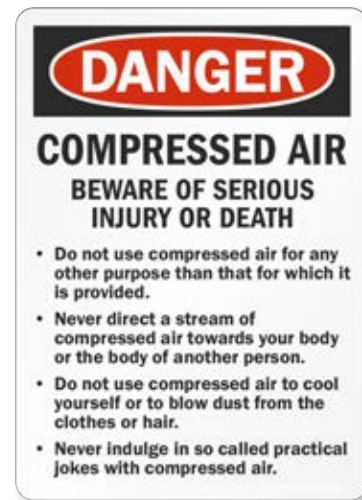 DANGER
COMPRESSED AIR
BEWARE OF SERIOUS
INJURY OR DEATH
• Do not use compressed air for any
other purpose than that for which it
is provided.
• Never direct a stream of
compressed air towards your body
or the body of another person.
• Do not use compressed air to cool
yourself or to blow dust from the
clothes or hair.
• Never indulge in so called practical
jokes with compressed air.